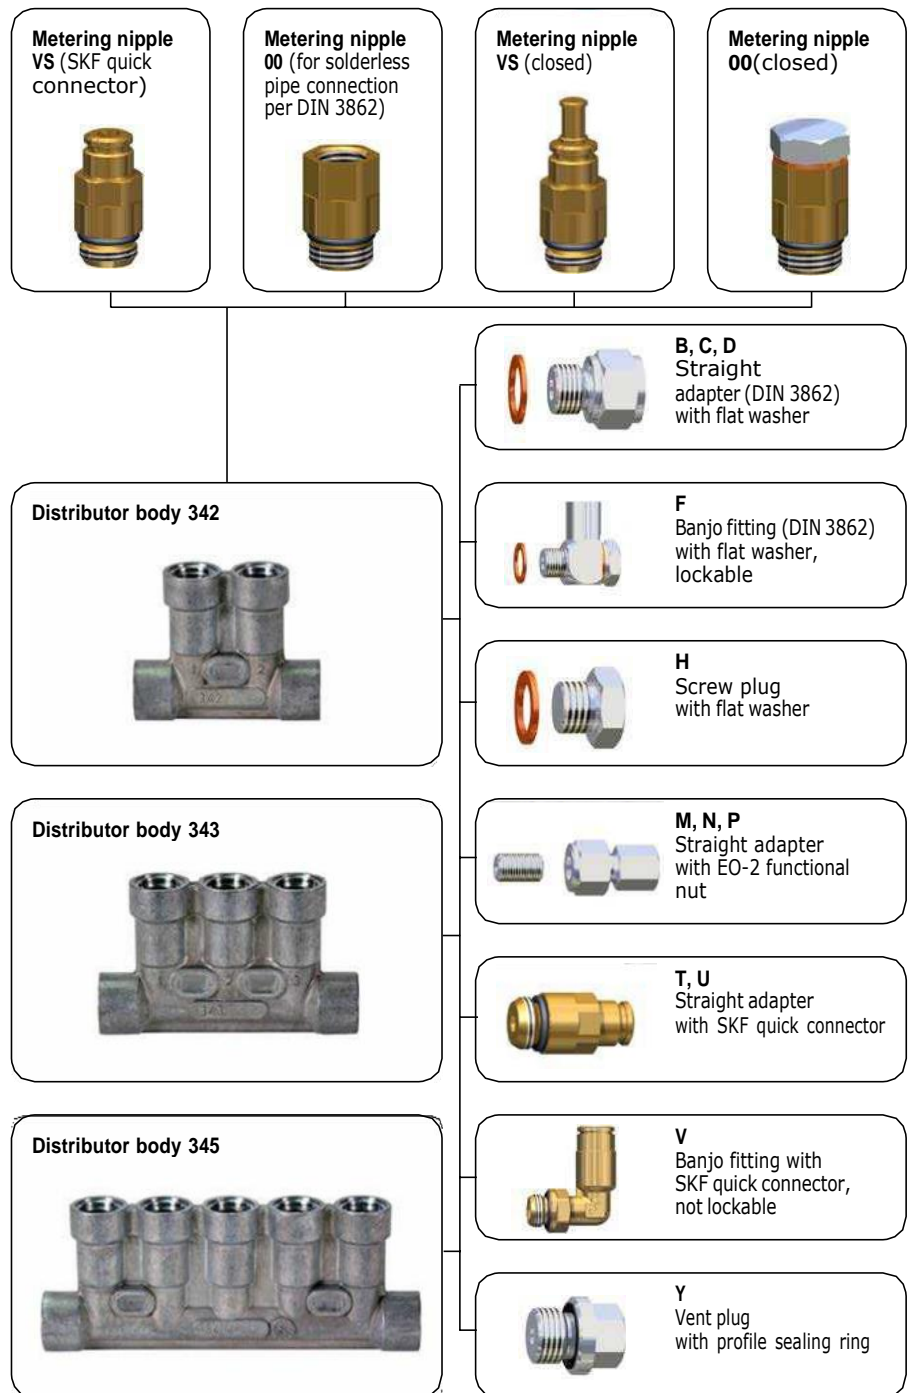 Metering nipple
VS (SKF quick
connector)
Metering nipple
00 (for solderless
pipe connection
per DIN 3862)
Metering nipple
VS (closed)
Metering nipple
00(closed)
B, C, D
Straight
adapter (DIN 3862)
with flat washer
Distributor body 342
F
Banjo fitting (DIN 3862)
with flat washer,
lockable
H
Screw plug
with flat washer
Distributor body 343
M, N, P
Straight adapter
with EO-2 functional
nut
T, U
Straight adapter
with SKF quick connector
Distributor body 345
V
Banjo fitting with
SKF quick connector,
not lockable
Y
Vent plug
with profile sealing ring